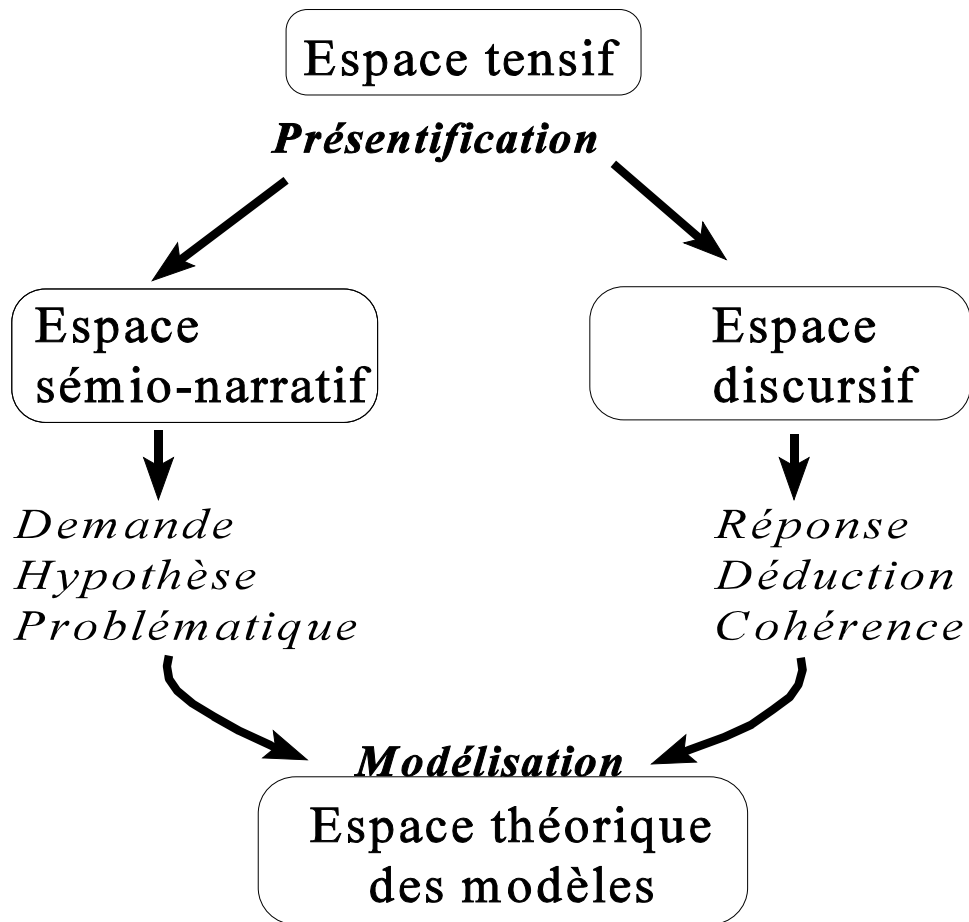 Espace tensif
Présentification
Espace
sémio-narratif
Espace
discursif
Demande
Hypothèse
Problématique
Réponse
Déduction
Cohérence
Modélisation
Espace théorique
des modèles